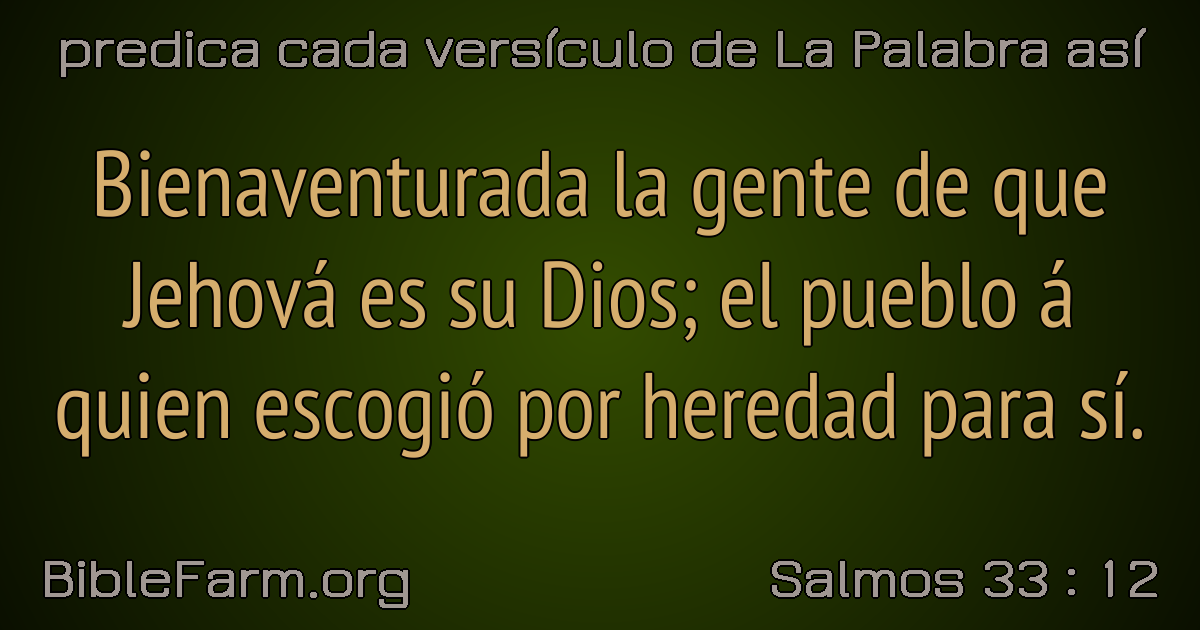 predica cada versículo de La Palabra así
Bienaventurada la gente de que
Jehová es su Dios; el pueblo á
quien escogió por heredad para sí.
BibleFarm.org
Salmos 33 : 12